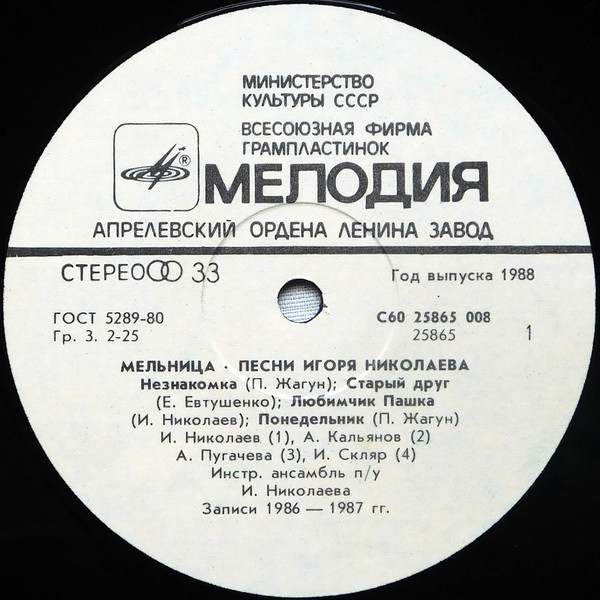 МИНИСТЕРСТВО
КУЛЬТУРЫ СССР
ВСЕСОЮЗНАЯ ФИРМА
ГРАМПЛАСТИНОК
®
МЕЛОДИЯ
АПРЕЛЕВСКИЙ ОРДЕНА ЛЕНИНА ЗАВОД
СТЕРЕО 33
Год выпуска 1988
ГОСТ 5289-80
С60 25865 008
Гр. 3. 2-25
25865
1
МЕЛЬНИЦА · ПЕСНИ ИГОРЯ НИКОЛАЕВА
Незнакомка (П. Жагун); Старый друг
(Е. Евтушенко); Любимчик Пашка
(И. Николаев); Понедельник (П. Жагун)
И. Николаев (1), А. Кальянов (2)
А. Пугачева (3), И. Скляр (4)
Инстр. ансамбль п/у
И. Николаева
Записи 1986 — 1987 гг.